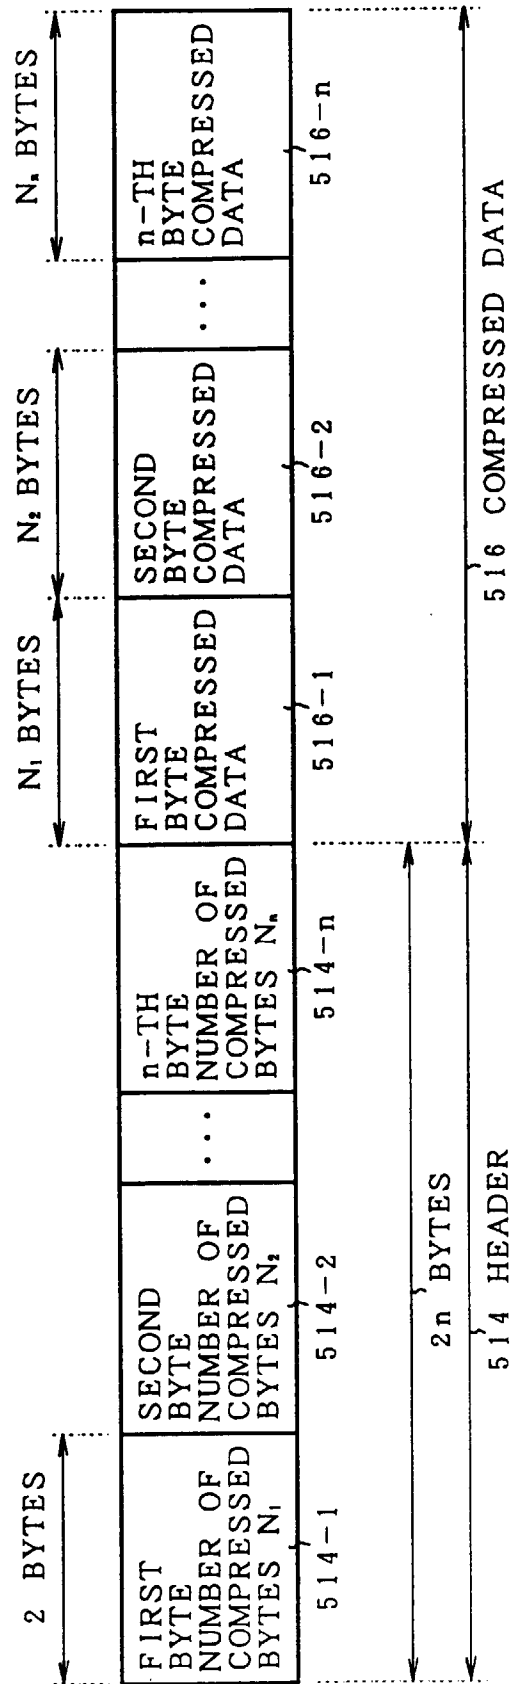 2 BYTES
N₁ BYTES
N₂ BYTES
Nₙ BYTES
FIRST
BYTE
NUMBER OF
COMPRESSED
BYTES N₁
SECOND
BYTE
NUMBER OF
COMPRESSED
BYTES N₂
...
n-TH
BYTE
NUMBER OF
COMPRESSED
BYTES Nₙ
FIRST
BYTE
COMPRESSED
DATA
SECOND
BYTE
COMPRESSED
DATA
...
n-TH
BYTE
COMPRESSED
DATA
514-1
514-2
514-n
516-1
516-2
516-n
2n BYTES
514 HEADER
516 COMPRESSED DATA